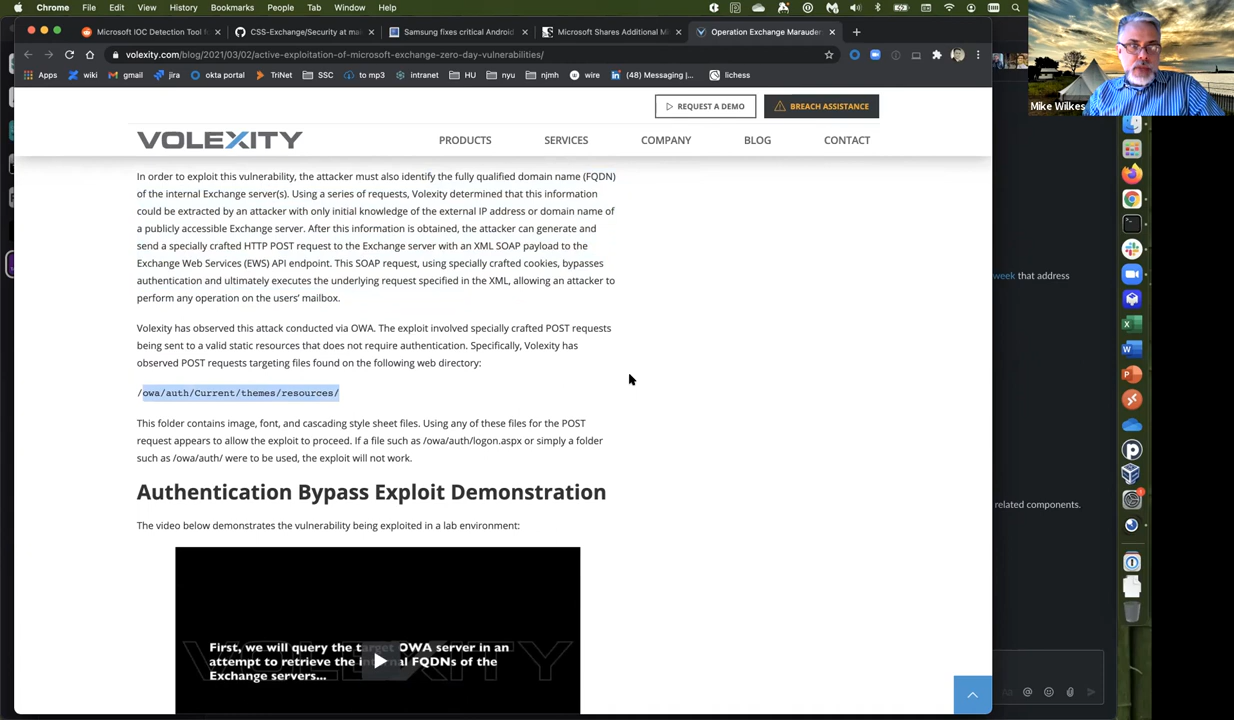 Chrome File Edit View History Bookmarks People Tab Window Help
Microsoft IOC Detection Tool f
CSS-Exchange/Security at ma
Samsung fixes critical Android
Microsoft Shares Additional M
Operation Exchange Marauder
volexity.com/blog/2021/03/02/active-exploitation-of-microsoft-exchange-zero-day-vulnerabilities/
Apps wiki gmail jira okta portal TriNet SSC to mp3 intranet HU nyu njmh wire (48) Messaging |... lichess
Mike Wilkes
REQUEST A DEMO
BREACH ASSISTANCE
VOLEXITY
PRODUCTS SERVICES COMPANY BLOG CONTACT
In order to exploit this vulnerability, the attacker must also identify the fully qualified domain name (FQDN)
of the internal Exchange server(s). Using a series of requests, Volexity determined that this information
could be extracted by an attacker with only initial knowledge of the external IP address or domain name of
a publicly accessible Exchange server. After this information is obtained, the attacker can generate and
send a specially crafted HTTP POST request to the Exchange server with an XML SOAP payload to the
Exchange Web Services (EWS) API endpoint. This SOAP request, using specially crafted cookies, bypasses
authentication and ultimately executes the underlying request specified in the XML, allowing an attacker to
perform any operation on the users' mailbox.
week that address
Volexity has observed this attack conducted via OWA. The exploit involved specially crafted POST requests
being sent to a valid static resources that does not require authentication. Specifically, Volexity has
observed POST requests targeting files found on the following web directory:
/owa/auth/Current/themes/resources/
This folder contains image, font, and cascading style sheet files. Using any of these files for the POST
request appears to allow the exploit to proceed. If a file such as /owa/auth/logon.aspx or simply a folder
such as /owa/auth/ were to be used, the exploit will not work.
Authentication Bypass Exploit Demonstration
related components.
The video below demonstrates the vulnerability being exploited in a lab environment:
First, we will query the target OWA server in an
attempt to retrieve the internal FQDNs of the
Exchange servers...